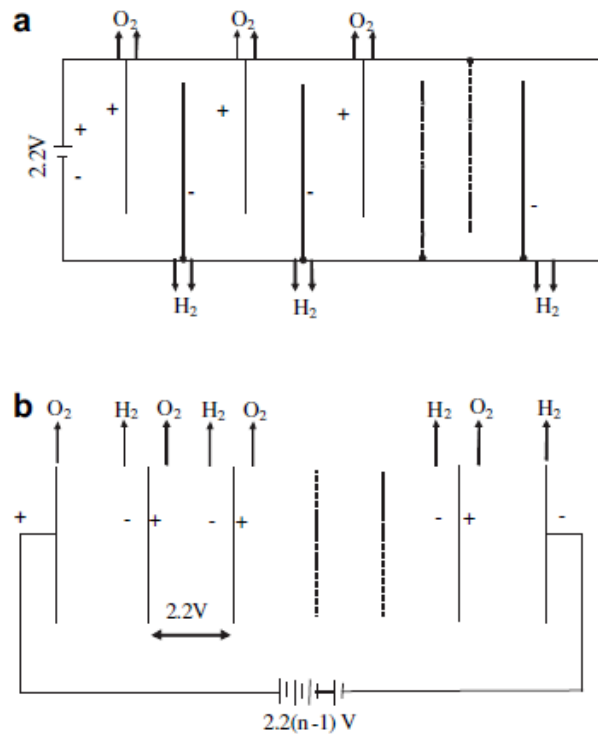 a
O₂ O₂ O₂
+ + +
+
2.2V
-
- - -
H₂ H₂ H₂
b
O₂ H₂ O₂ H₂ O₂ H₂ O₂ H₂
+ - + - + - + -
2.2V
2.2(n-1) V